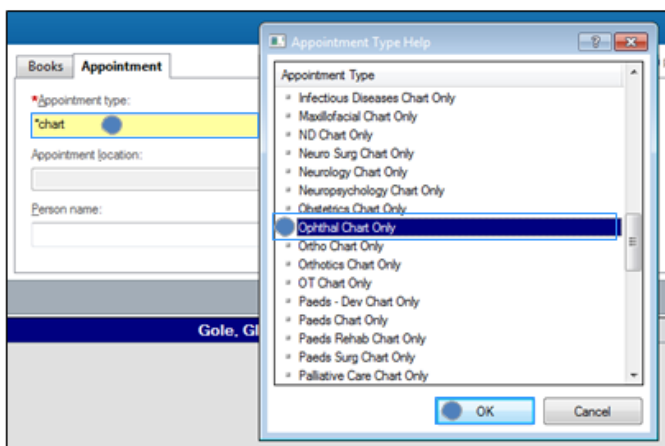 Appointment Type Help
Books Appointment
*Appointment type:
*chart
Appointment location:
Person name:
Gole, Gl
Appointment Type
Infectious Diseases Chart Only
Maxillofacial Chart Only
ND Chart Only
Neuro Surg Chart Only
Neurology Chart Only
Neuropsychology Chart Only
Obstetrics Chart Only
Ophthal Chart Only
Ortho Chart Only
Orthotics Chart Only
OT Chart Only
Paeds - Dev Chart Only
Paeds Chart Only
Paeds Rehab Chart Only
Paeds Surg Chart Only
Palliative Care Chart Only
OK Cancel